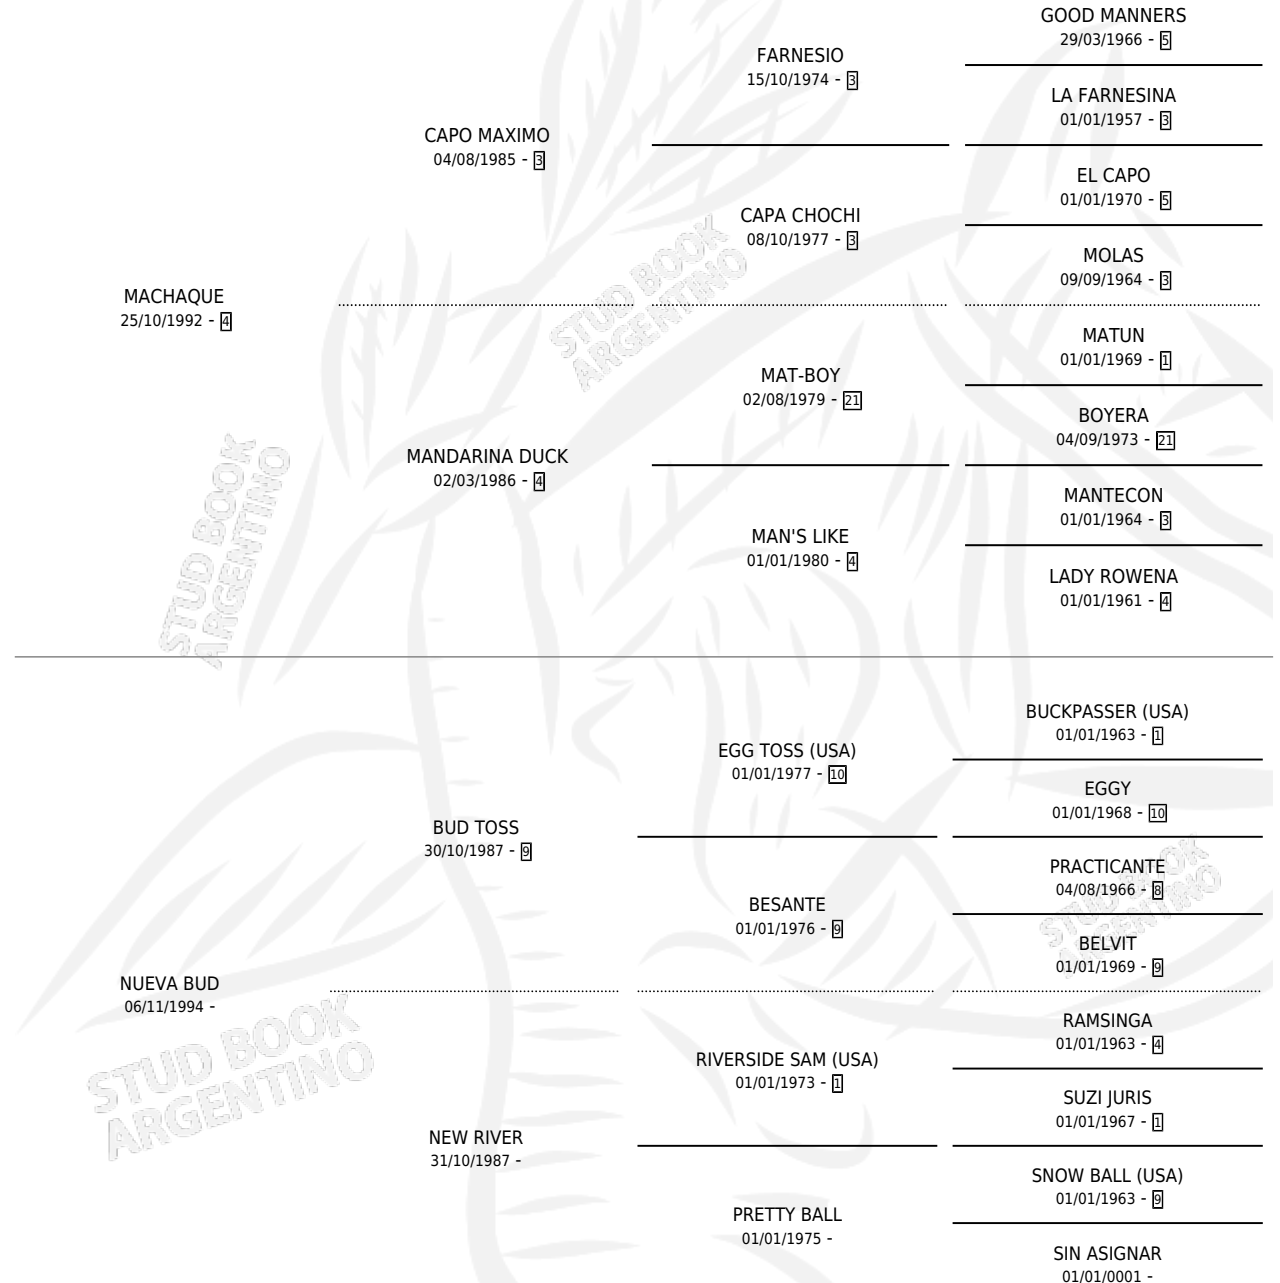 GOOD MANNERS
29/03/1966 - 5
FARNESIO
15/10/1974 - 3
LA FARNESINA
01/01/1957 - 3
CAPO MAXIMO
04/08/1985 - 3
EL CAPO
01/01/1970 - 5
CAPA CHOCHI
08/10/1977 - 3
MOLAS
09/09/1964 - 3
MACHAQUE
25/10/1992 - 4
MATUN
01/01/1969 - 1
MAT-BOY
02/08/1979 - 21
BOYERA
04/09/1973 - 21
MANDARINA DUCK
02/03/1986 - 4
MANTECON
01/01/1964 - 3
MAN'S LIKE
01/01/1980 - 4
LADY ROWENA
01/01/1961 - 4
BUCKPASSER (USA)
01/01/1963 - 1
EGG TOSS (USA)
01/01/1977 - 10
EGGY
01/01/1968 - 10
BUD TOSS
30/10/1987 - 9
PRACTICANTE
04/08/1966 - 8
BESANTE
01/01/1976 - 9
BELVIT
01/01/1969 - 9
NUEVA BUD
06/11/1994 -
RAMSINGA
01/01/1963 - 4
RIVERSIDE SAM (USA)
01/01/1973 - 1
SUZI JURIS
01/01/1967 - 1
NEW RIVER
31/10/1987 -
SNOW BALL (USA)
01/01/1963 - 9
PRETTY BALL
01/01/1975 -
SIN ASIGNAR
01/01/0001 -
STUD BOOK
ARGENTINO
STUD BOOK
ARGENTINO
STUD BOOK
ARGENTINO
STUD BOOK
ARGENTINO